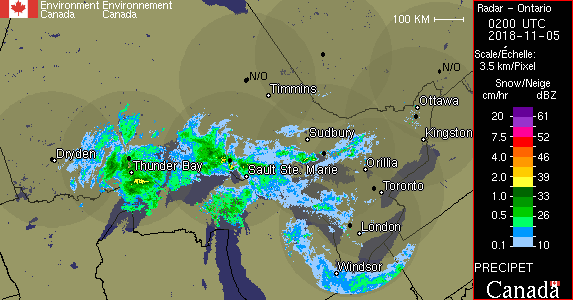 Environment Environnement
Canada Canada
100 KM
N/O
N/O
Timmins
Ottawa
Sudbury
Kingston
Dryden
Thunder Bay
Sault Ste. Marie
Orillia
Toronto
London
Windsor
Radar - Ontario
0200 UTC
2018-11-05
Scale/Échelle:
3.5 km/Pixel
Snow/Neige
cm/hr dBZ
20 61
7.5 52
4.0 46
2.0 39
1.0 33
0.5 26
0.1 10
PRECIPET
Canada